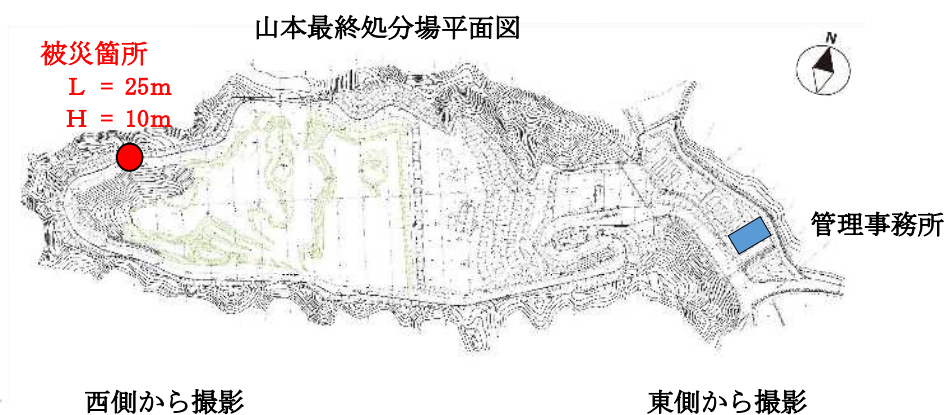 山本最終処分場平面図
被災箇所
L = 25m
H = 10m
N
管理事務所
西側から撮影
東側から撮影